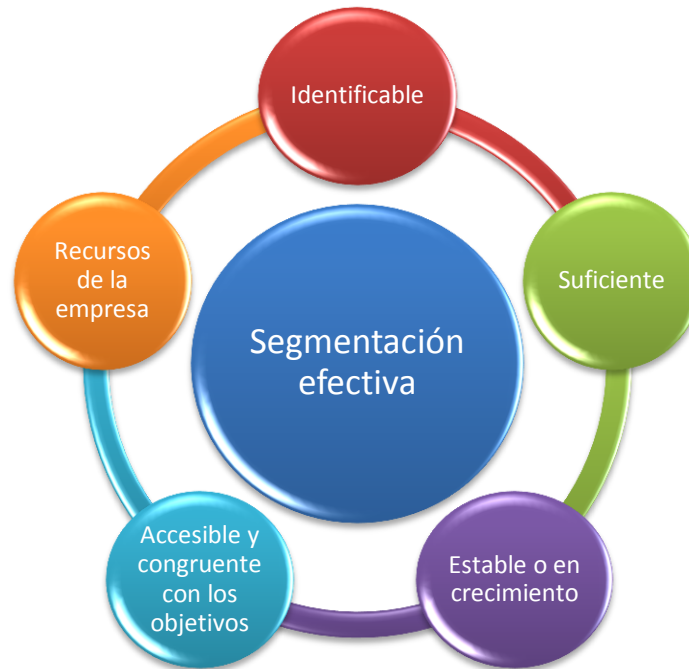 Identificable
Recursos
de la
empresa
Suficiente
Segmentación
efectiva
Accesible y
congruente
con los
objetivos
Estable o en
crecimiento